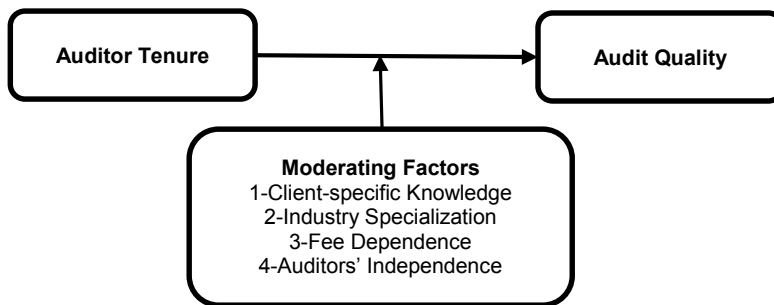 Auditor Tenure
Audit Quality
Moderating Factors
1-Client-specific Knowledge
2-Industry Specialization
3-Fee Dependence
4-Auditors' Independence